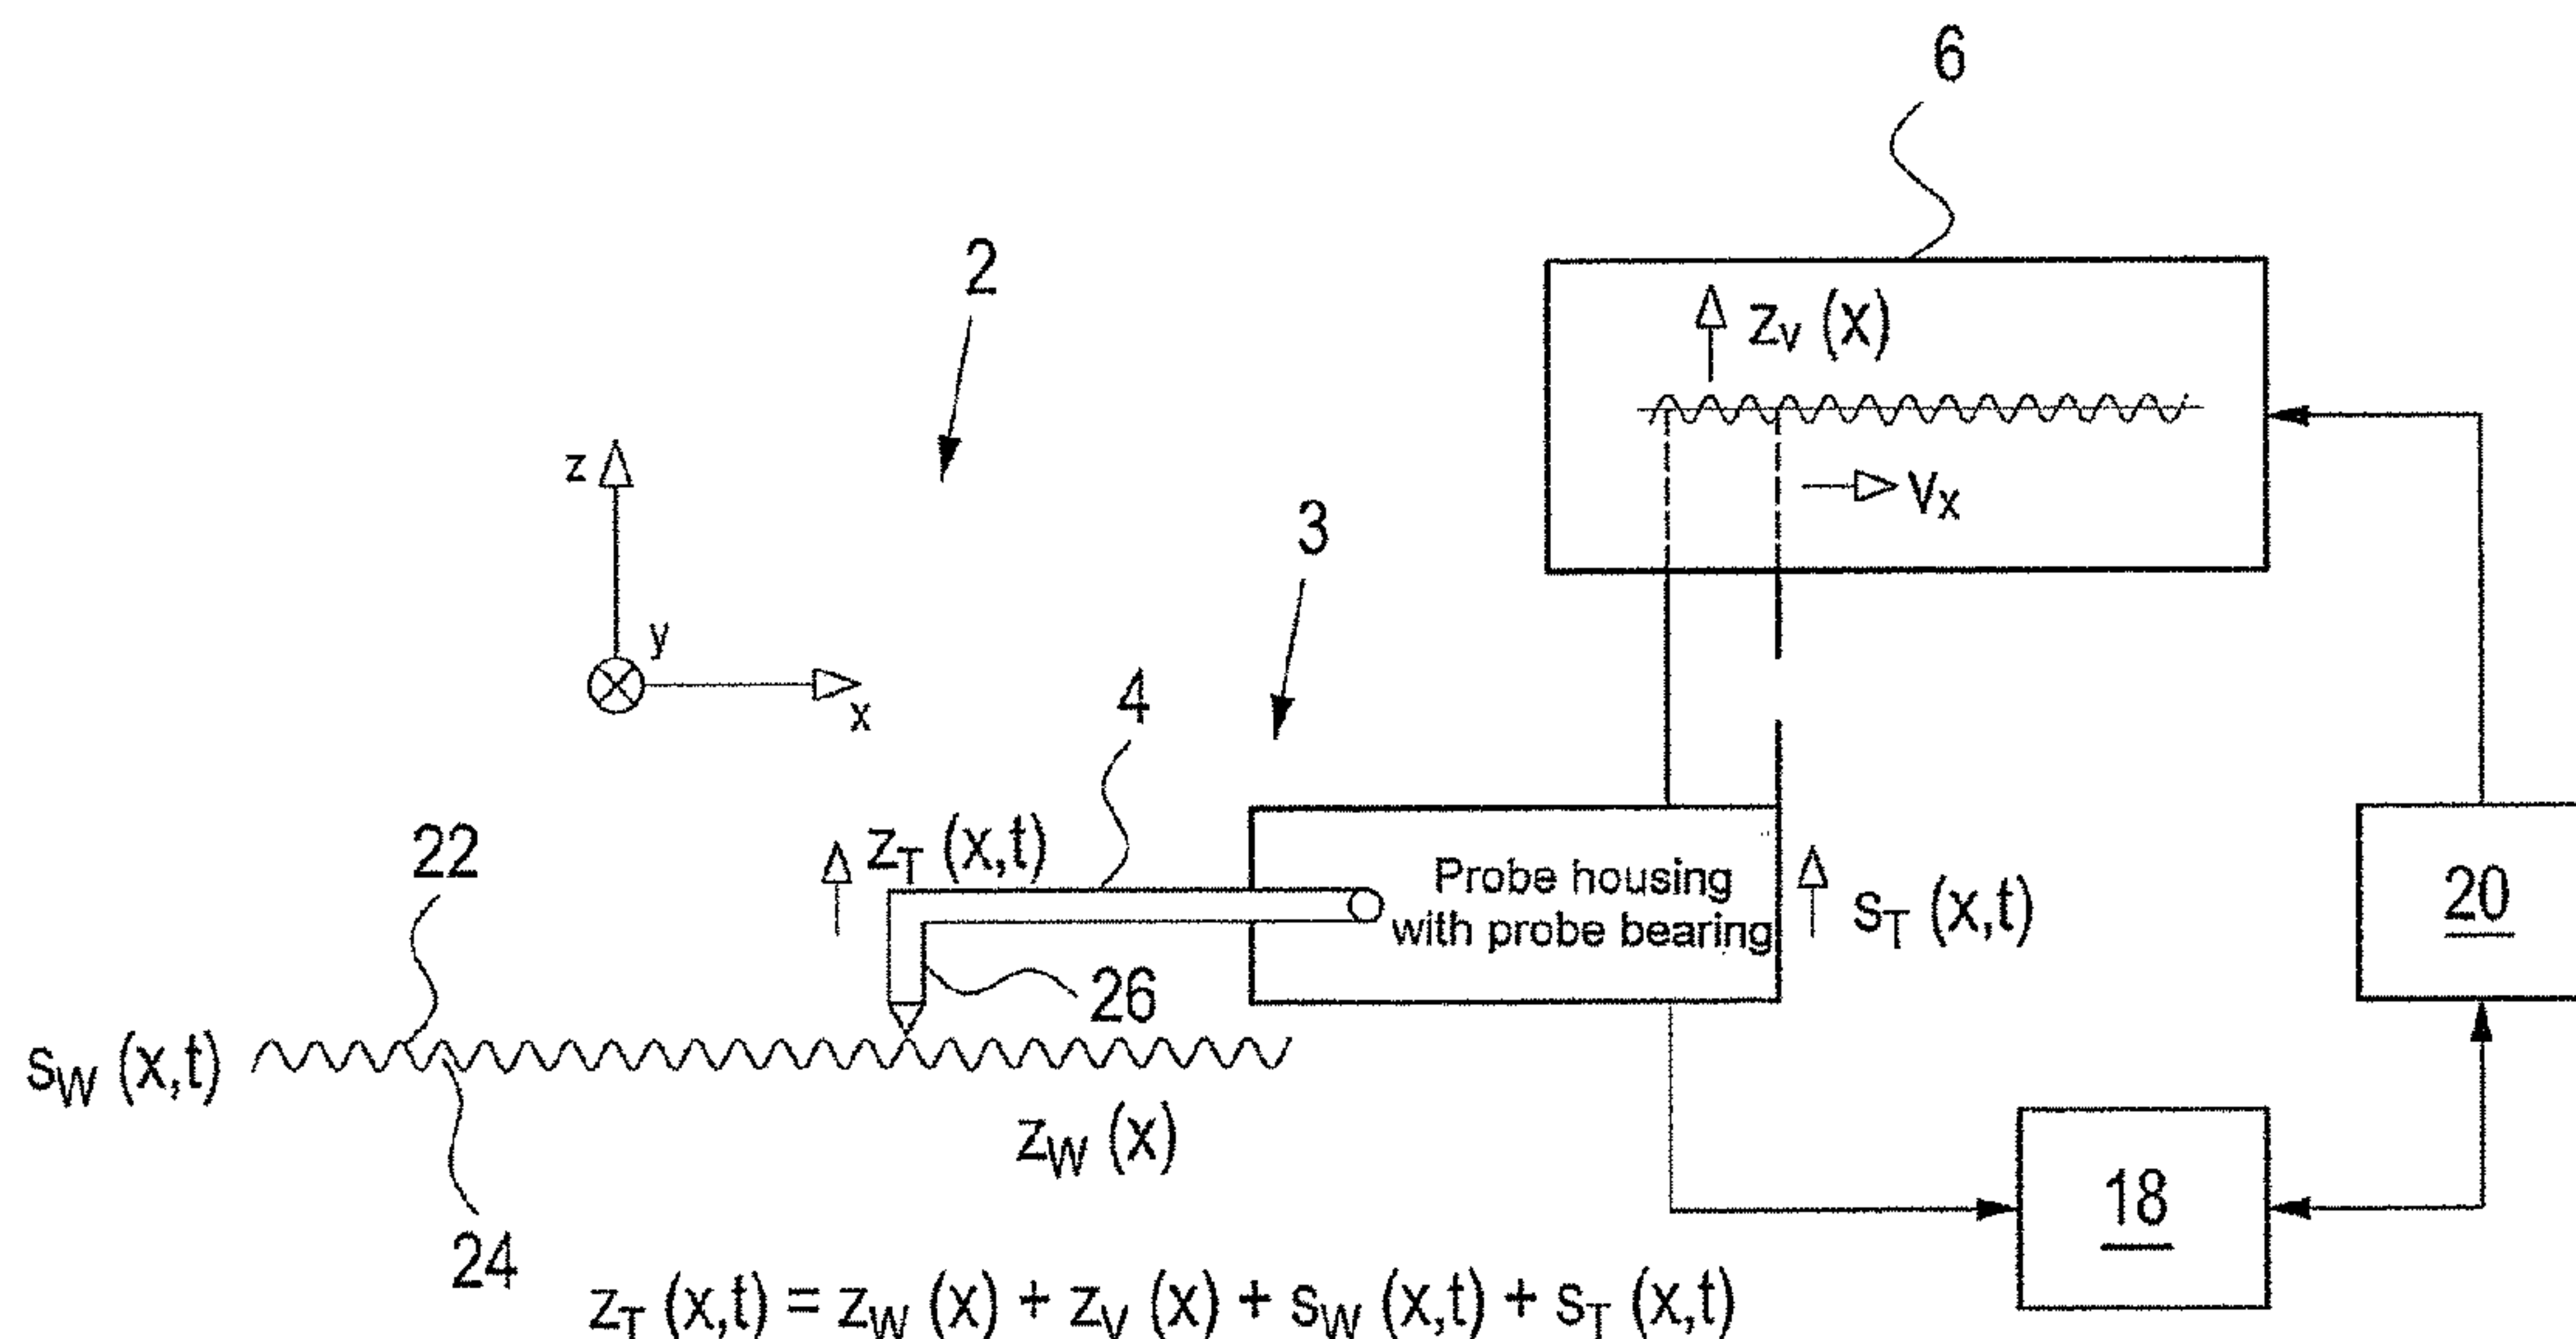 6
2
z_V (x)
z
V_x
3
y
x
4
22
z_T (x,t)
Probe housing
with probe bearing
s_T (x,t)
20
26
s_W (x,t)
z_W (x)
18
24
z_T (x,t) = z_W (x) + z_V (x) + s_W (x,t) + s_T (x,t)